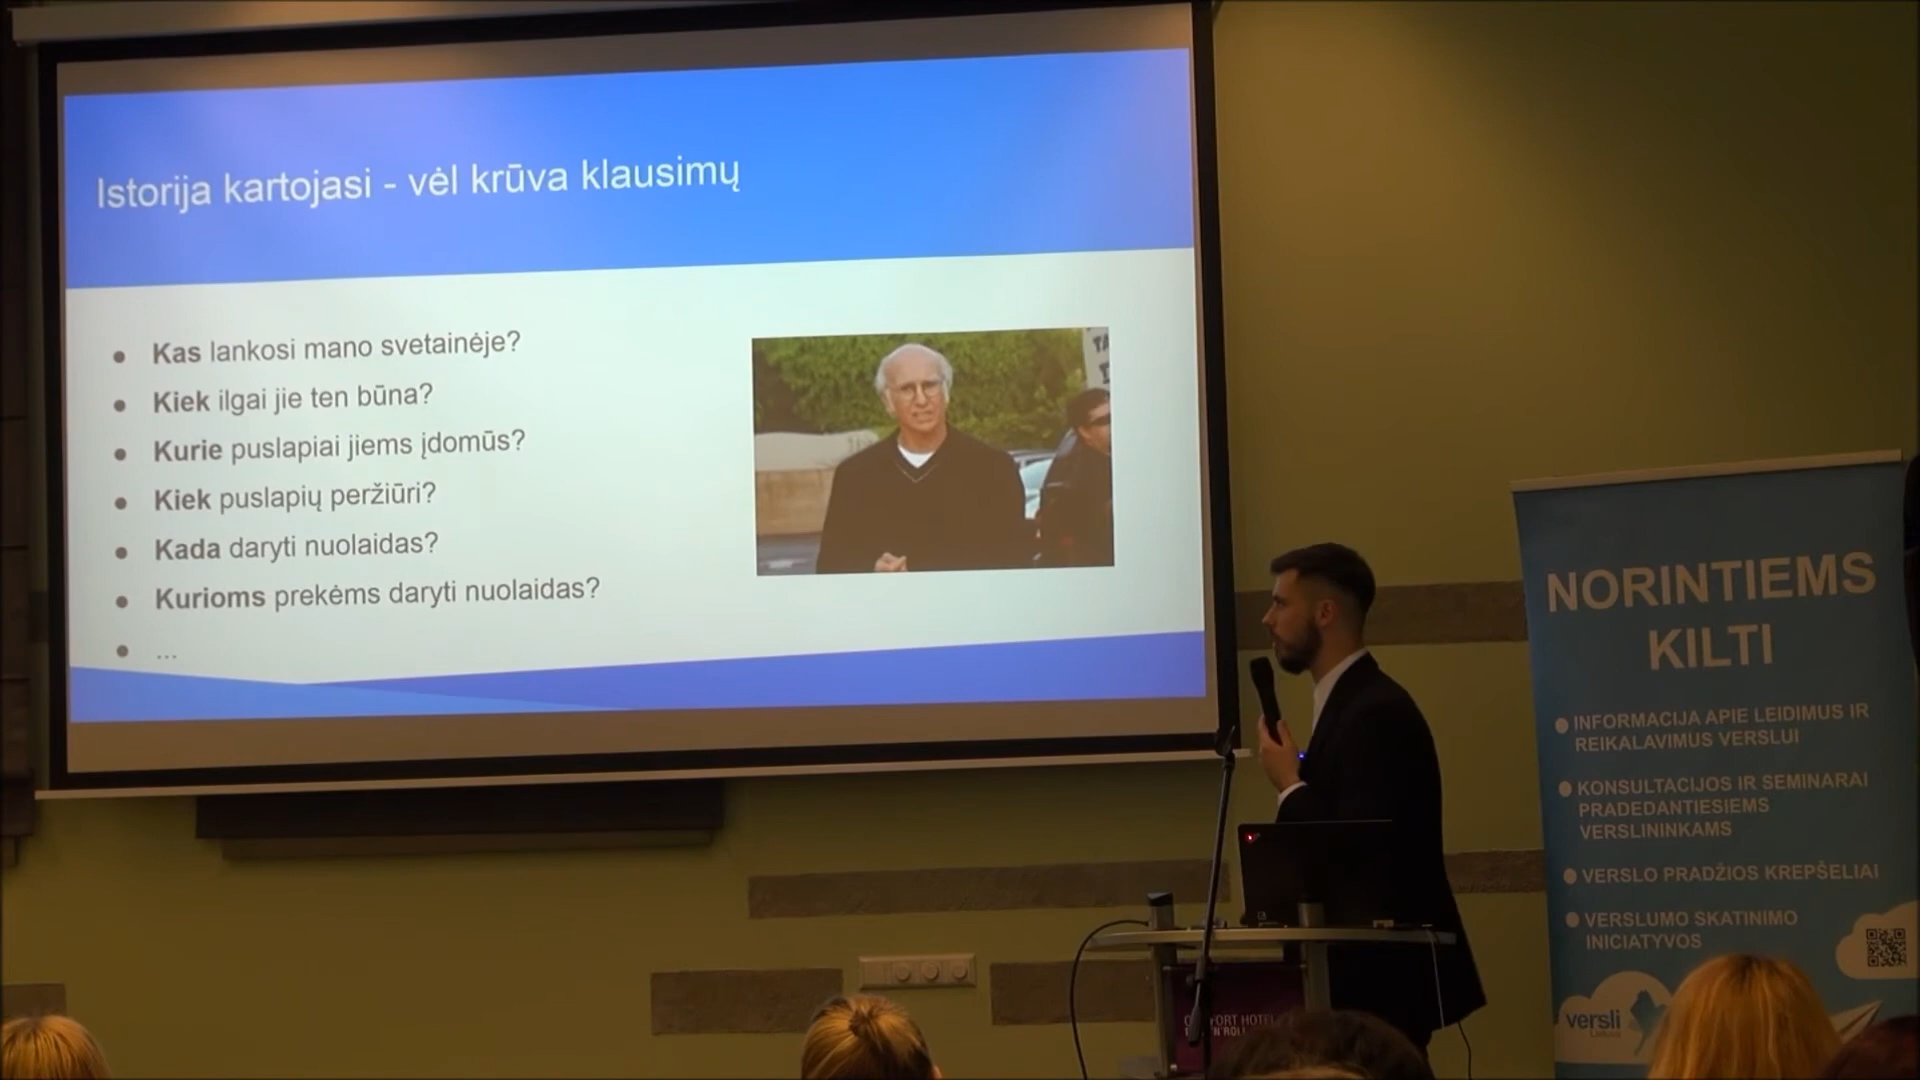 Istorija kartojasi - vėl krūva klausimų
Kas lankosi mano svetainėje?
Kiek ilgai jie ten būna?
Kurie puslapiai jiems įdomūs?
Kiek puslapių peržiūri?
Kada daryti nuolaidas?
Kurioms prekėms daryti nuolaidas?
...
NORINTIEMS
KILTI
INFORMACIJA APIE LEIDIMUS IR
REIKALAVIMUS VERSLUI
KONSULTACIJOS IR SEMINARAI
PRADEDANTIESIEMS
VERSLININKAMS
VERSLO PRADŽIOS KREPŠELIAI
VERSLUMO SKATINIMO
INICIATYVOS
versli
Lietuva
HOTEL